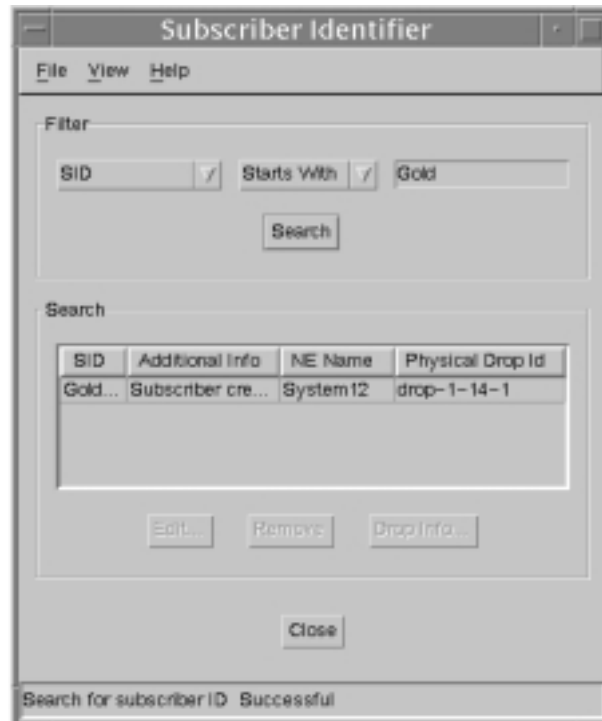 Subscriber Identifier
File View Help
Filter
SID Starts With Gold
Search
Search
SID Additional Info NE Name Physical Drop Id
Gold... Subscriber cre... System12 drop-1-14-1
Edit... Remove Drop Info...
Close
Search for subscriber ID Successful